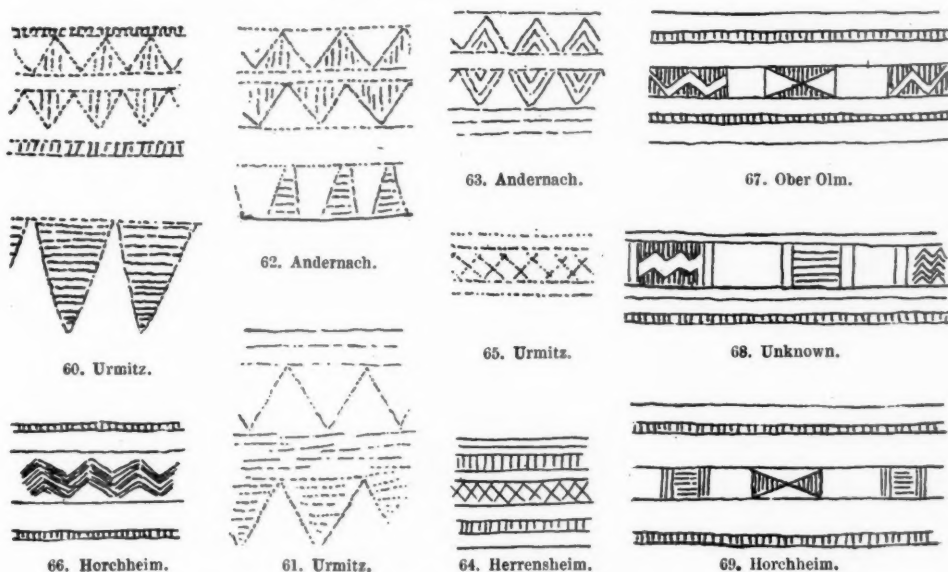 63. Andernach.
67. Ober Olm.
62. Andernach.
60. Urmitz.
65. Urmitz.
68. Unknown.
66. Horchheim.
61. Urmitz.
64. Herrensheim.
69. Horchheim.